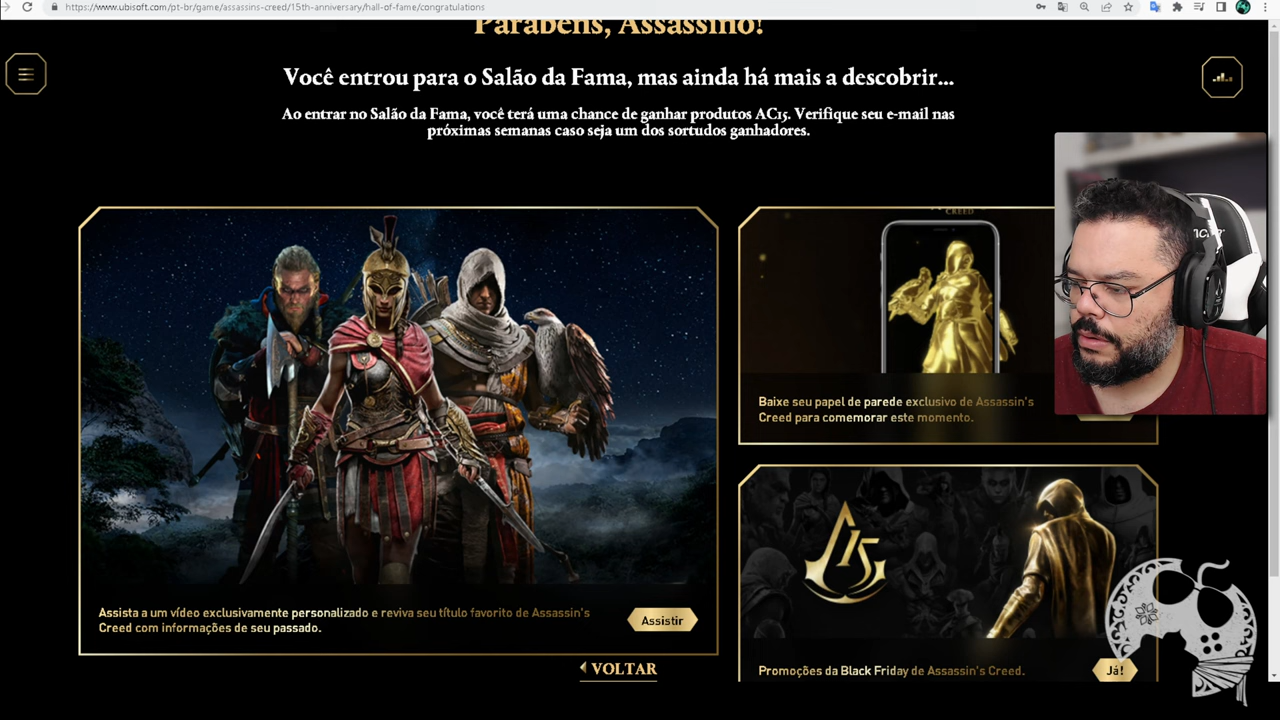 https://www.ubisoft.com/pt-br/game/assassins-creed/15th-anniversary/hall-of-fame/congratulations
Parabéns, Assassino!
Você entrou para o Salão da Fama, mas ainda há mais a descobrir...
Ao entrar no Salão da Fama, você terá uma chance de ganhar produtos AC15. Verifique seu e-mail nas
próximas semanas caso seja um dos sortudos ganhadores.
CREED
Baixe seu papel de parede exclusivo de Assassin's
Creed para comemorar este momento.
15
Assista a um vídeo exclusivamente personalizado e reviva seu título favorito de Assassin's
Creed com informações de seu passado.
Assistir
Promoções da Black Friday de Assassin's Creed.
Já!
VOLTAR